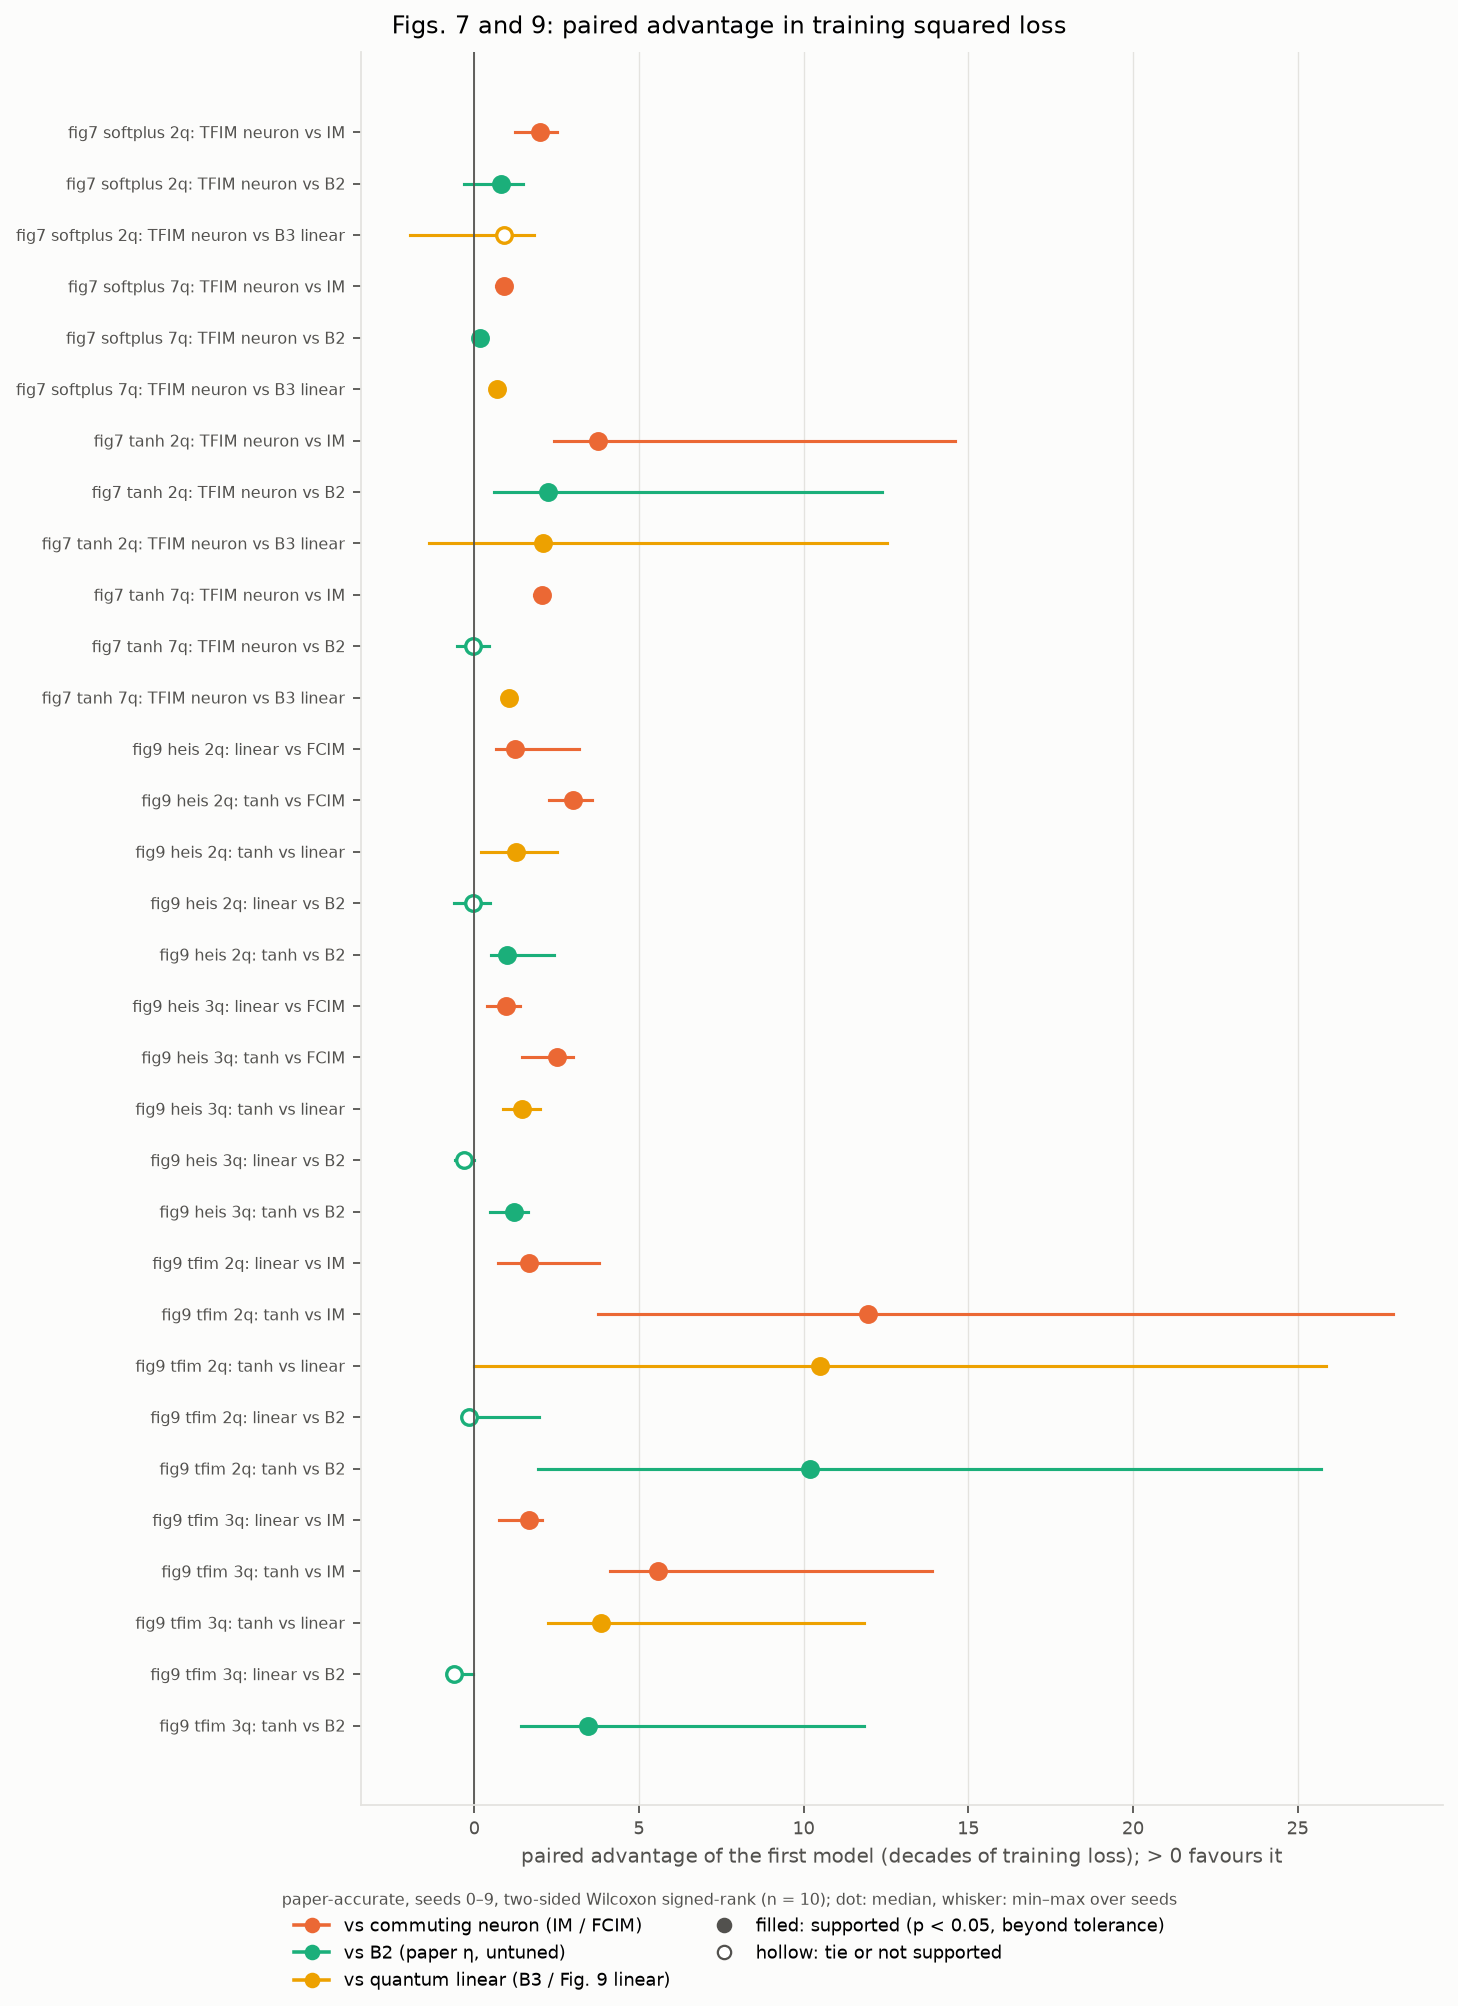 Figs. 7 and 9: paired advantage in training squared loss
fig7 softplus 2q: TFIM neuron vs IM
fig7 softplus 2q: TFIM neuron vs B2
fig7 softplus 2q: TFIM neuron vs B3 linear
fig7 softplus 7q: TFIM neuron vs IM
fig7 softplus 7q: TFIM neuron vs B2
fig7 softplus 7q: TFIM neuron vs B3 linear
fig7 tanh 2q: TFIM neuron vs IM
fig7 tanh 2q: TFIM neuron vs B2
fig7 tanh 2q: TFIM neuron vs B3 linear
fig7 tanh 7q: TFIM neuron vs IM
fig7 tanh 7q: TFIM neuron vs B2
fig7 tanh 7q: TFIM neuron vs B3 linear
fig9 heis 2q: linear vs FCIM
fig9 heis 2q: tanh vs FCIM
fig9 heis 2q: tanh vs linear
fig9 heis 2q: linear vs B2
fig9 heis 2q: tanh vs B2
fig9 heis 3q: linear vs FCIM
fig9 heis 3q: tanh vs FCIM
fig9 heis 3q: tanh vs linear
fig9 heis 3q: linear vs B2
fig9 heis 3q: tanh vs B2
fig9 tfim 2q: linear vs IM
fig9 tfim 2q: tanh vs IM
fig9 tfim 2q: tanh vs linear
fig9 tfim 2q: linear vs B2
fig9 tfim 2q: tanh vs B2
fig9 tfim 3q: linear vs IM
fig9 tfim 3q: tanh vs IM
fig9 tfim 3q: tanh vs linear
fig9 tfim 3q: linear vs B2
fig9 tfim 3q: tanh vs B2
0 5 10 15 20 25
paired advantage of the first model (decades of training loss); > 0 favours it
paper-accurate, seeds 0–9, two-sided Wilcoxon signed-rank (n = 10); dot: median, whisker: min–max over seeds
vs commuting neuron (IM / FCIM)
vs B2 (paper η, untuned)
vs quantum linear (B3 / Fig. 9 linear)
filled: supported (p < 0.05, beyond tolerance)
hollow: tie or not supported